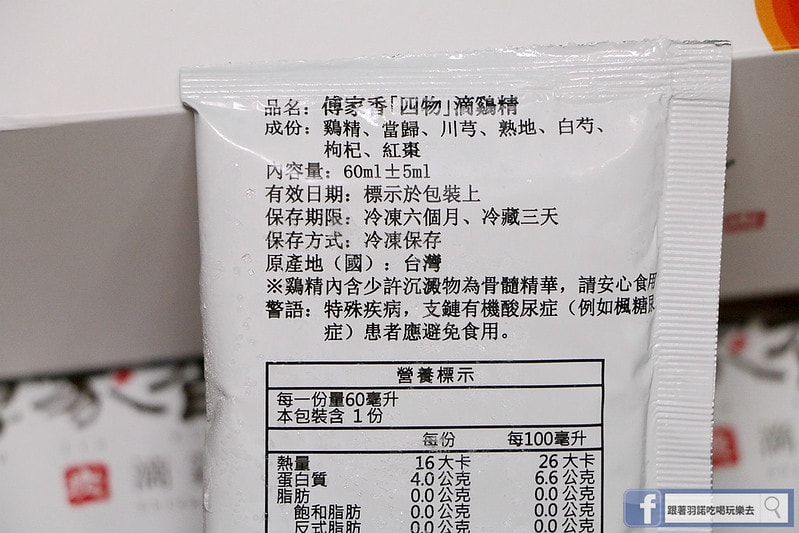 品名：傅家香「四物」滴鷄精
成份：鷄精、當歸、川芎、熟地、白芍、
枸杞、紅棗
內容量：60ml±5ml
有效日期：標示於包裝上
保存期限：冷凍六個月、冷藏三天
保存方式：冷凍保存
原產地（國）：台灣
※鷄精內含少許沉澱物為骨髓精華，請安心食用
警語：特殊疾病，支鏈有機酸尿症（例如楓糖尿
症）患者應避免食用。
營養標示
每一份量60毫升
本包裝含 1 份
每份 每100毫升
熱量 16 大卡 26 大卡
蛋白質 4.0 公克 6.6 公克
脂肪 0.0 公克 0.0 公克
飽和脂肪 0.0 公克 0.0 公克
反式脂肪 0.0 公克 0.0 公克
滴
滴
f 跟著羽諾吃喝玩樂去